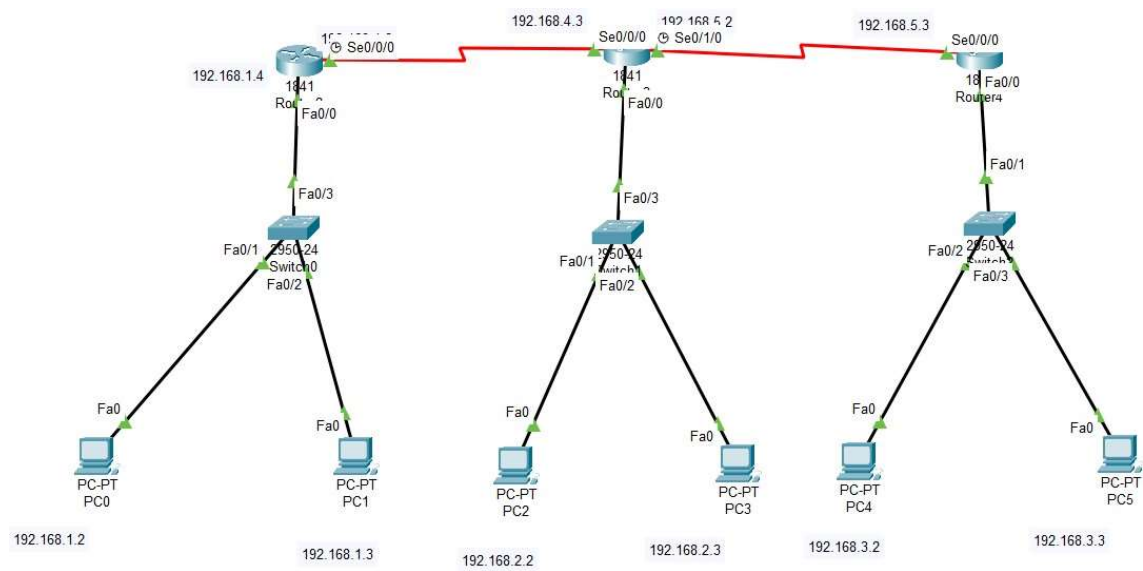 192.168.4.3
192.168.5.2
192.168.5.3
Se0/0/0
Se0/0/0
Se0/1/0
Se0/0/0
192.168.1.4
1841
1841
Fa0/0
Fa0/0
Fa0/0
Router4
Fa0/3
Fa0/3
Fa0/1
Fa0/1
2950-24
Switch0
Fa0/2
Fa0/1
2950-24
Fa0/2
Fa0/2
2950-24
Fa0/3
Fa0
Fa0
Fa0
Fa0
Fa0
Fa0
PC-PT
PC0
PC-PT
PC1
PC-PT
PC2
PC-PT
PC3
PC-PT
PC4
PC-PT
PC5
192.168.1.2
192.168.1.3
192.168.2.2
192.168.2.3
192.168.3.2
192.168.3.3